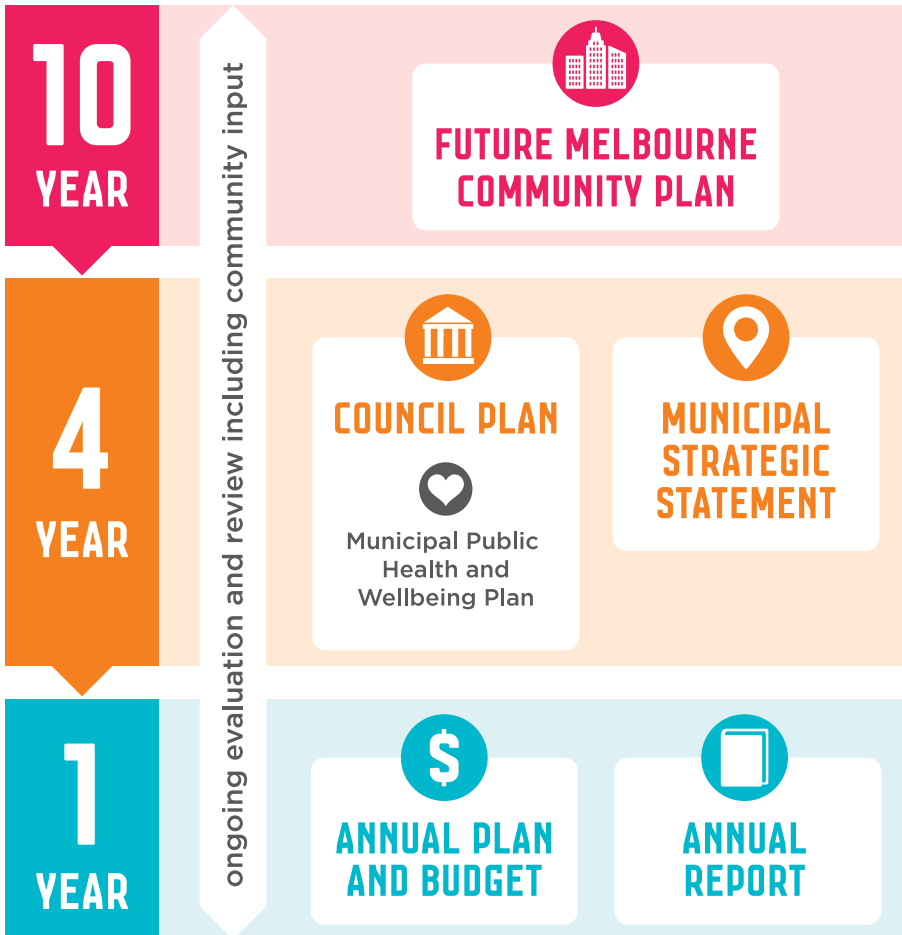 10
YEAR
ongoing evaluation and review including community input
FUTURE MELBOURNE
COMMUNITY PLAN
4
YEAR
COUNCIL PLAN
Municipal Public
Health and
Wellbeing Plan
MUNICIPAL
STRATEGIC
STATEMENT
1
YEAR
$
ANNUAL PLAN
AND BUDGET
ANNUAL
REPORT